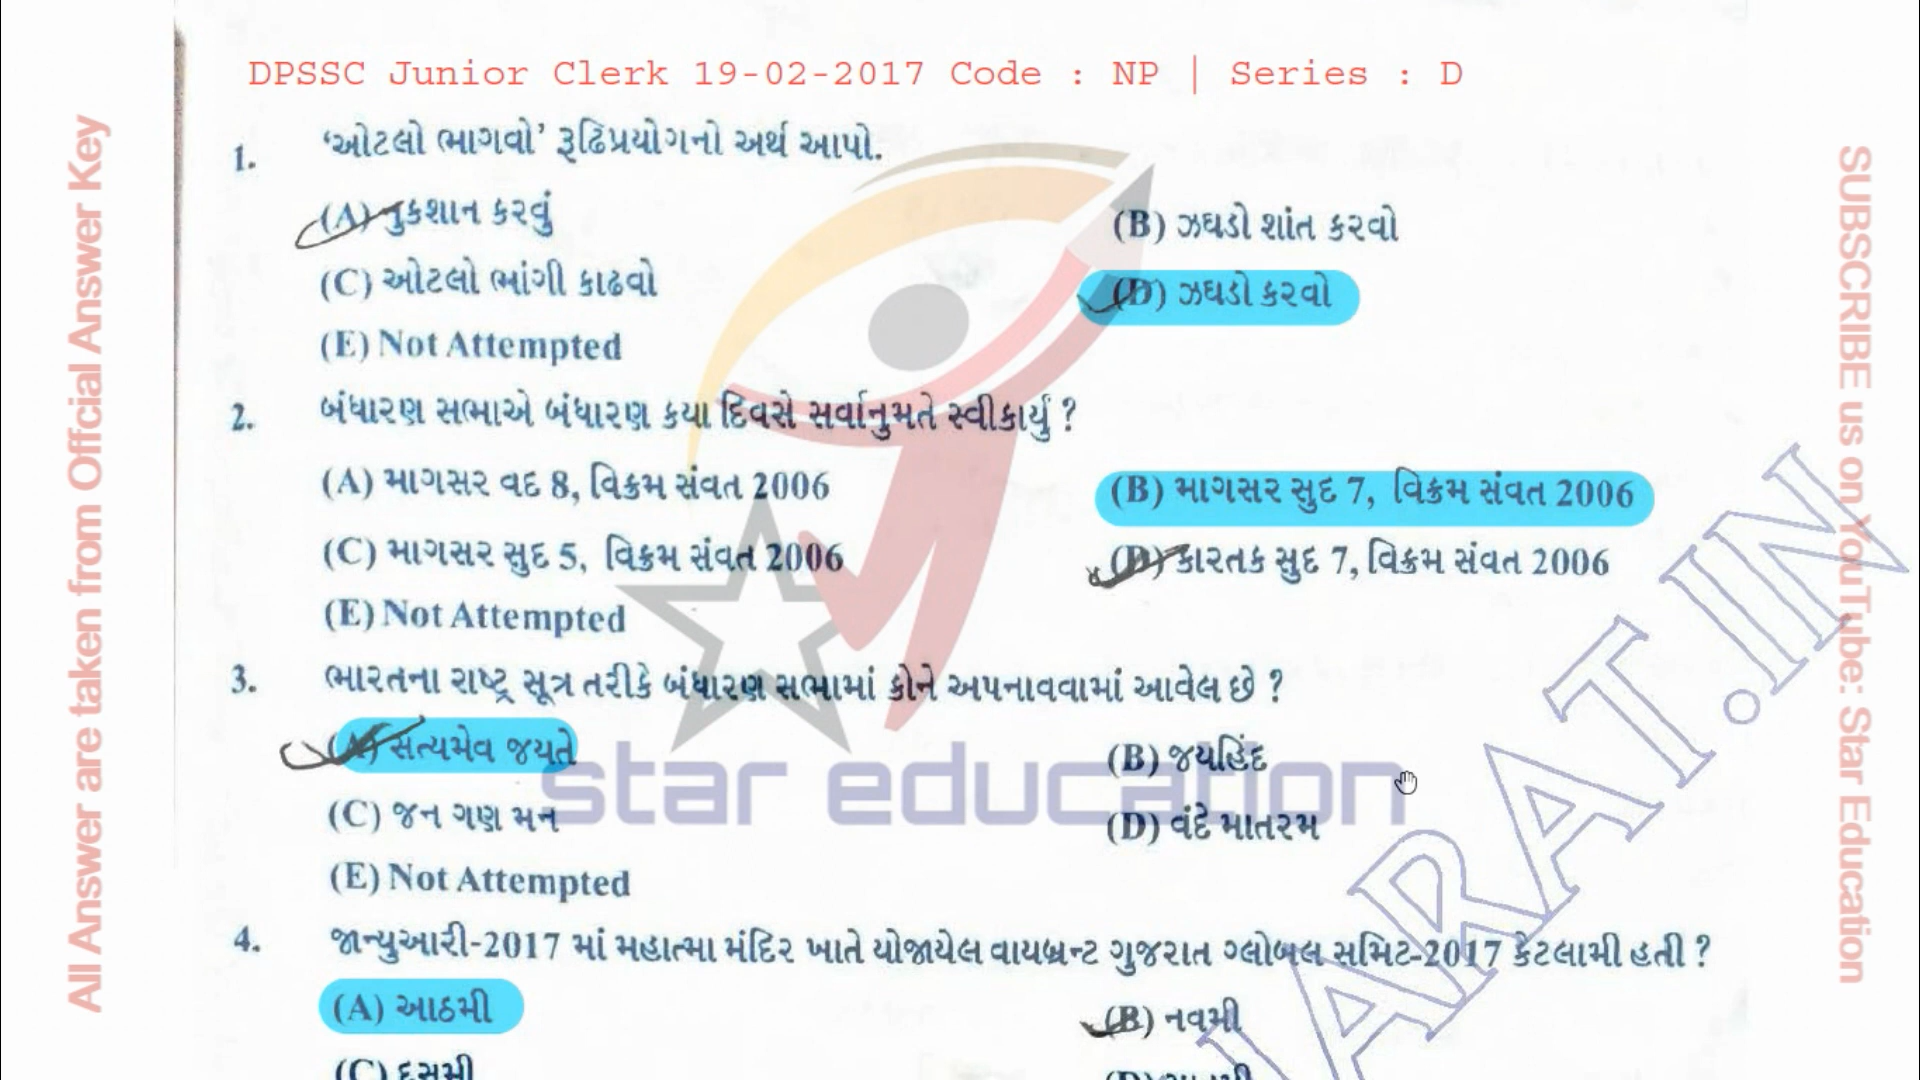 DPSSC Junior Clerk 19-02-2017 Code : NP | Series : D
1. ‘ઓટલો ભાગવો’ રૂઢિપ્રયોગનો અર્થ આપો.
(A) નુકશાન કરવું
(B) ઝઘડો શાંત કરવો
(C) ઓટલો ભાંગી કાઢવો
(D) ઝઘડો કરવો
(E) Not Attempted
2. બંધારણ સભાએ બંધારણ કયા દિવસે સર્વાનુમતે સ્વીકાર્યું ?
(A) માગસર વદ 8, વિક્રમ સંવત 2006
(B) માગસર સુદ 7, વિક્રમ સંવત 2006
(C) માગસર સુદ 5, વિક્રમ સંવત 2006
(D) કારતક સુદ 7, વિક્રમ સંવત 2006
(E) Not Attempted
3. ભારતના રાષ્ટ્ર સૂત્ર તરીકે બંધારણ સભામાં કોને અપનાવવામાં આવેલ છે ?
(A) સત્યમેવ જયતે
(B) જયહિંદ
(C) જન ગણ મન
(D) વંદે માતરમ
(E) Not Attempted
4. જાન્યુઆરી-2017 માં મહાત્મા મંદિર ખાતે યોજાયેલ વાયબ્રન્ટ ગુજરાત ગ્લોબલ સમિટ-2017 કેટલામી હતી ?
(A) આઠમી
(B) નવમી
(C) દસમી
(D)
All Answer are taken from Offcial Answer Key
SUBSCRIBE us on YouTube: Star Education
star education
JARAT.IN